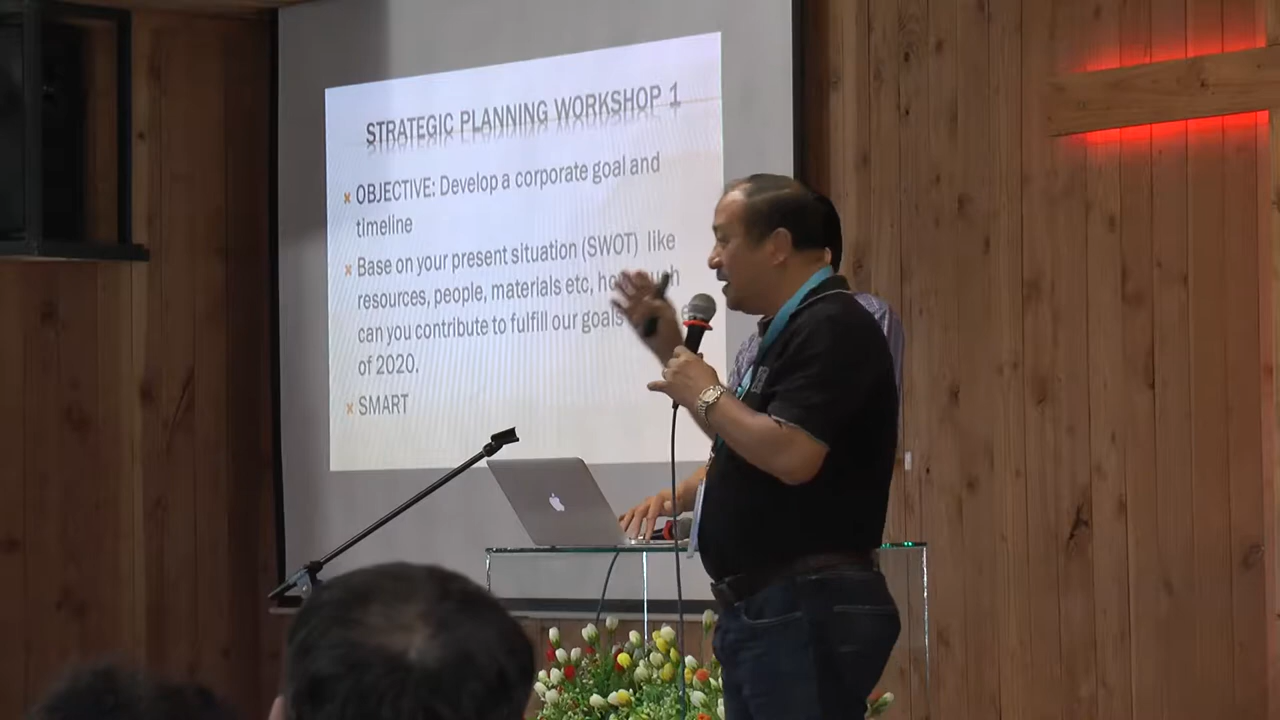 STRATEGIC PLANNING WORKSHOP 1
OBJECTIVE: Develop a corporate goal and
timeline
Base on your present situation (SWOT) like
resources, people, materials etc,
can you contribute to fulfill our goals
of 2020.
SMART